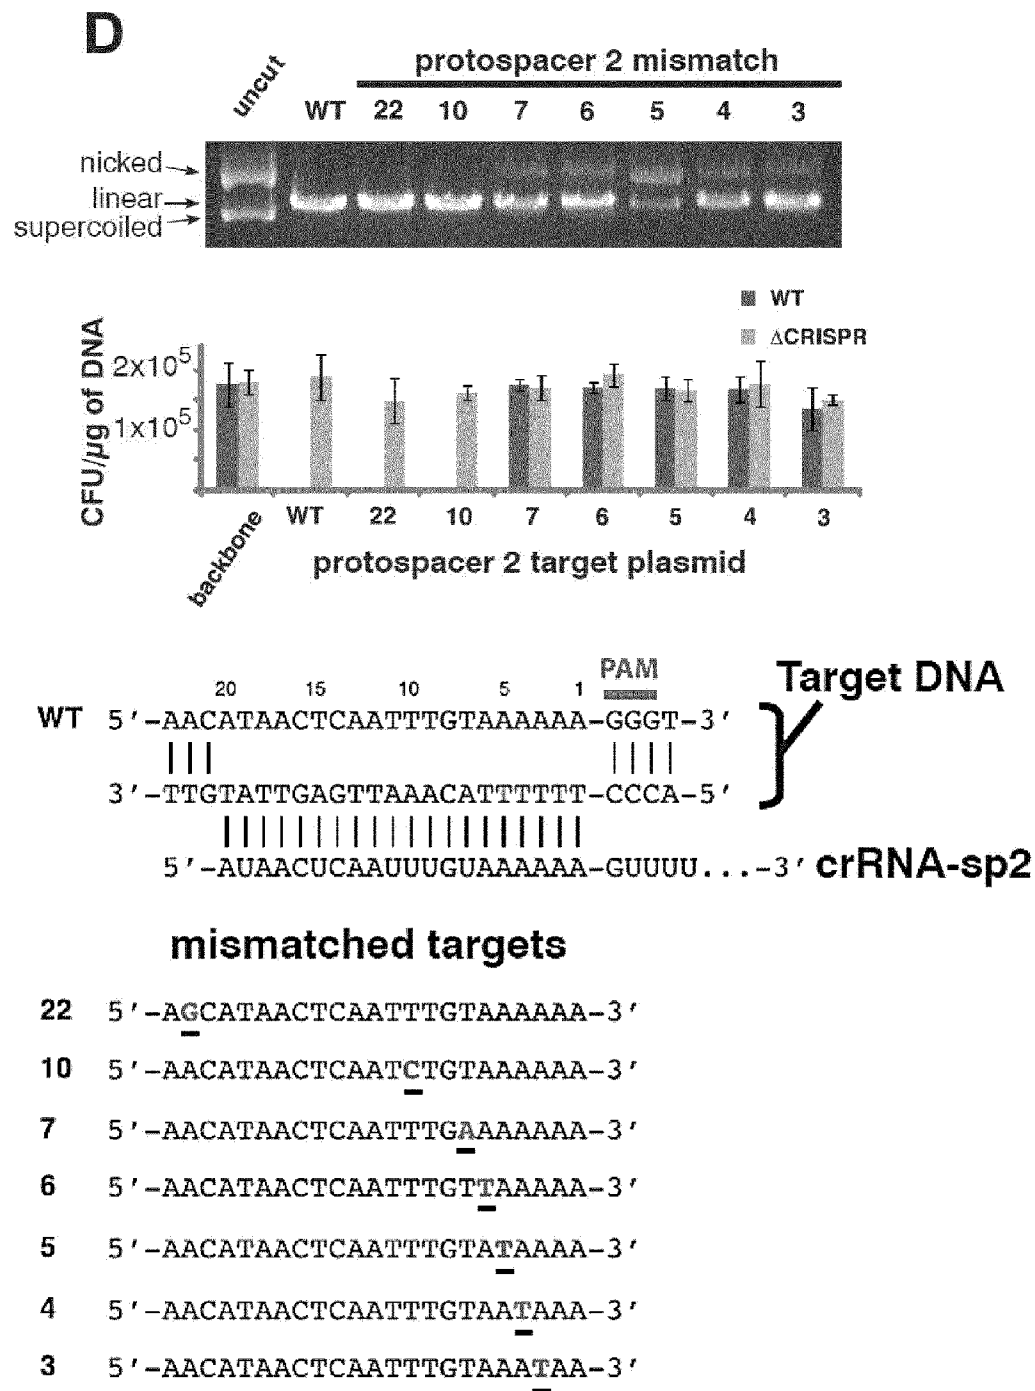 D
protospacer 2 mismatch
uncut WT 22 10 7 6 5 4 3
nicked
linear
supercoiled
WT
ΔCRISPR
CFU/µg of DNA
2x10⁵
1x10⁵
backbone WT 22 10 7 6 5 4 3
protospacer 2 target plasmid
20 15 10 5 1 PAM
Target DNA
WT 5'-AACATAACTCAATTTGTAAAAAA-GGGT-3'
3'-TTGTATTGAGTTAAACATTTTTT-CCCA-5'
5'-AUAACUCAAUUUGUAAAAAA-GUUUU...-3' crRNA-sp2
mismatched targets
22 5'-AGCATAACTCAATTTGTAAAAAA-3'
10 5'-AACATAACTCAATCTGTAAAAAA-3'
7 5'-AACATAACTCAATTTGAAAAAAA-3'
6 5'-AACATAACTCAATTTGTTAAAAA-3'
5 5'-AACATAACTCAATTTGTATAAAA-3'
4 5'-AACATAACTCAATTTGTAATAAA-3'
3 5'-AACATAACTCAATTTGTAAATAA-3'